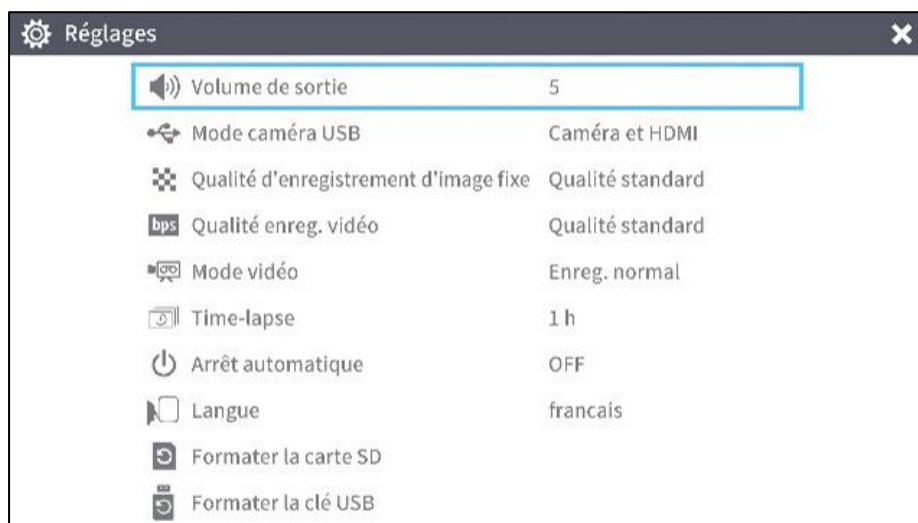 Réglages
Volume de sortie 5
Mode caméra USB Caméra et HDMI
Qualité d'enregistrement d'image fixe Qualité standard
bps Qualité enreg. vidéo Qualité standard
Mode vidéo Enreg. normal
Time-lapse 1 h
Arrêt automatique OFF
Langue francais
Formater la carte SD
Formater la clé USB